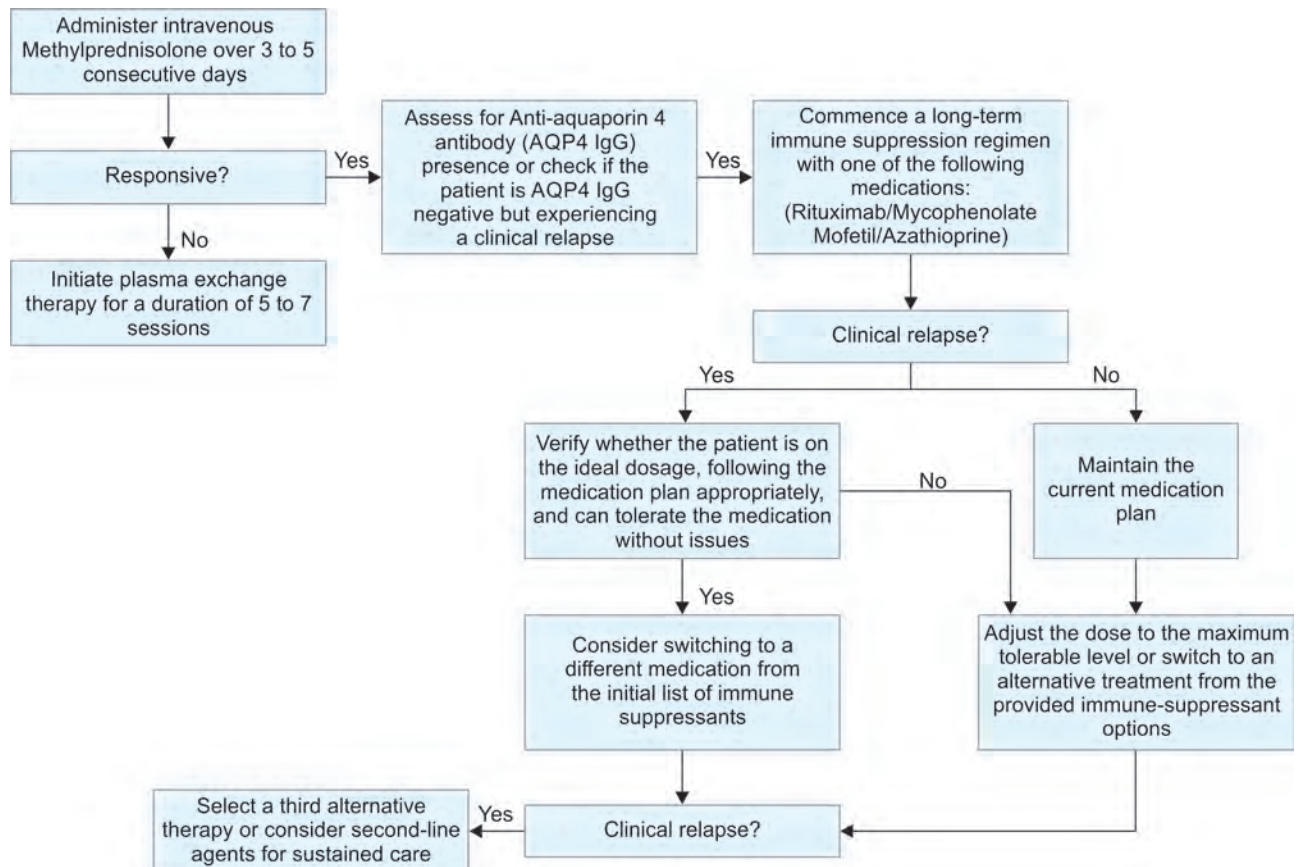 Administer intravenous
Methylprednisolone over 3 to 5
consecutive days
Responsive?
Yes
No
Initiate plasma exchange
therapy for a duration of 5 to 7
sessions
Assess for Anti-aquaporin 4
antibody (AQP4 IgG)
presence or check if the
patient is AQP4 IgG
negative but experiencing
a clinical relapse
Yes
Commence a long-term
immune suppression regimen
with one of the following
medications:
(Rituximab/Mycophenolate
Mofetil/Azathioprine)
Clinical relapse?
Yes
No
Verify whether the patient is on
the ideal dosage, following the
medication plan appropriately,
and can tolerate the medication
without issues
No
Maintain the
current medication
plan
Yes
Consider switching to a
different medication from
the initial list of immune
suppressants
Adjust the dose to the maximum
tolerable level or switch to an
alternative treatment from the
provided immune-suppressant
options
Clinical relapse?
Yes
Select a third alternative
therapy or consider second-line
agents for sustained care